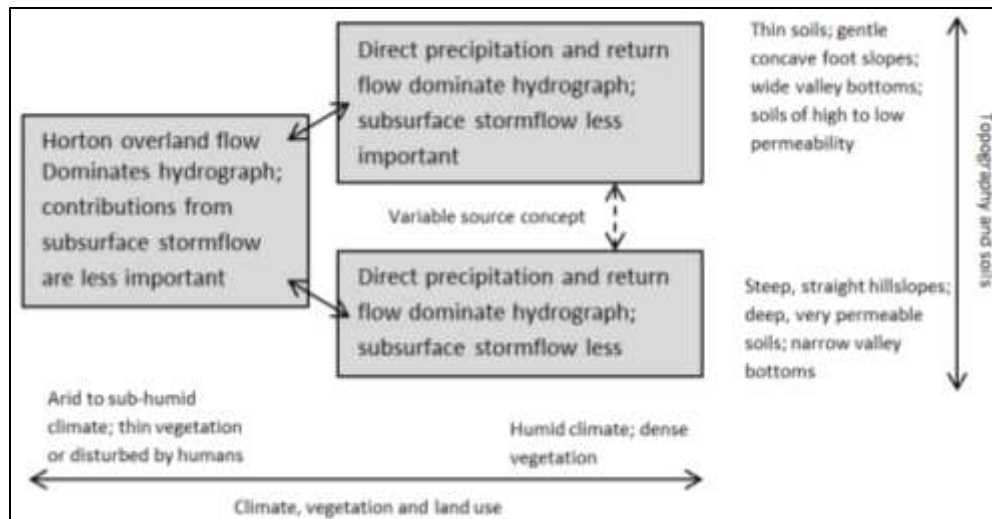 Direct precipitation and return
flow dominate hydrograph;
subsurface stormflow less
important
Thin soils; gentle
concave foot slopes;
wide valley bottoms;
soils of high to low
permeability
Horton overland flow
Dominates hydrograph;
contributions from
subsurface stormflow
are less important
Variable source concept
Topography and soils
Direct precipitation and return
flow dominate hydrograph;
subsurface stormflow less
Steep, straight hillslopes;
deep, very permeable
soils; narrow valley
bottoms
Arid to sub-humid
climate; thin vegetation
or disturbed by humans
Humid climate; dense
vegetation
Climate, vegetation and land use